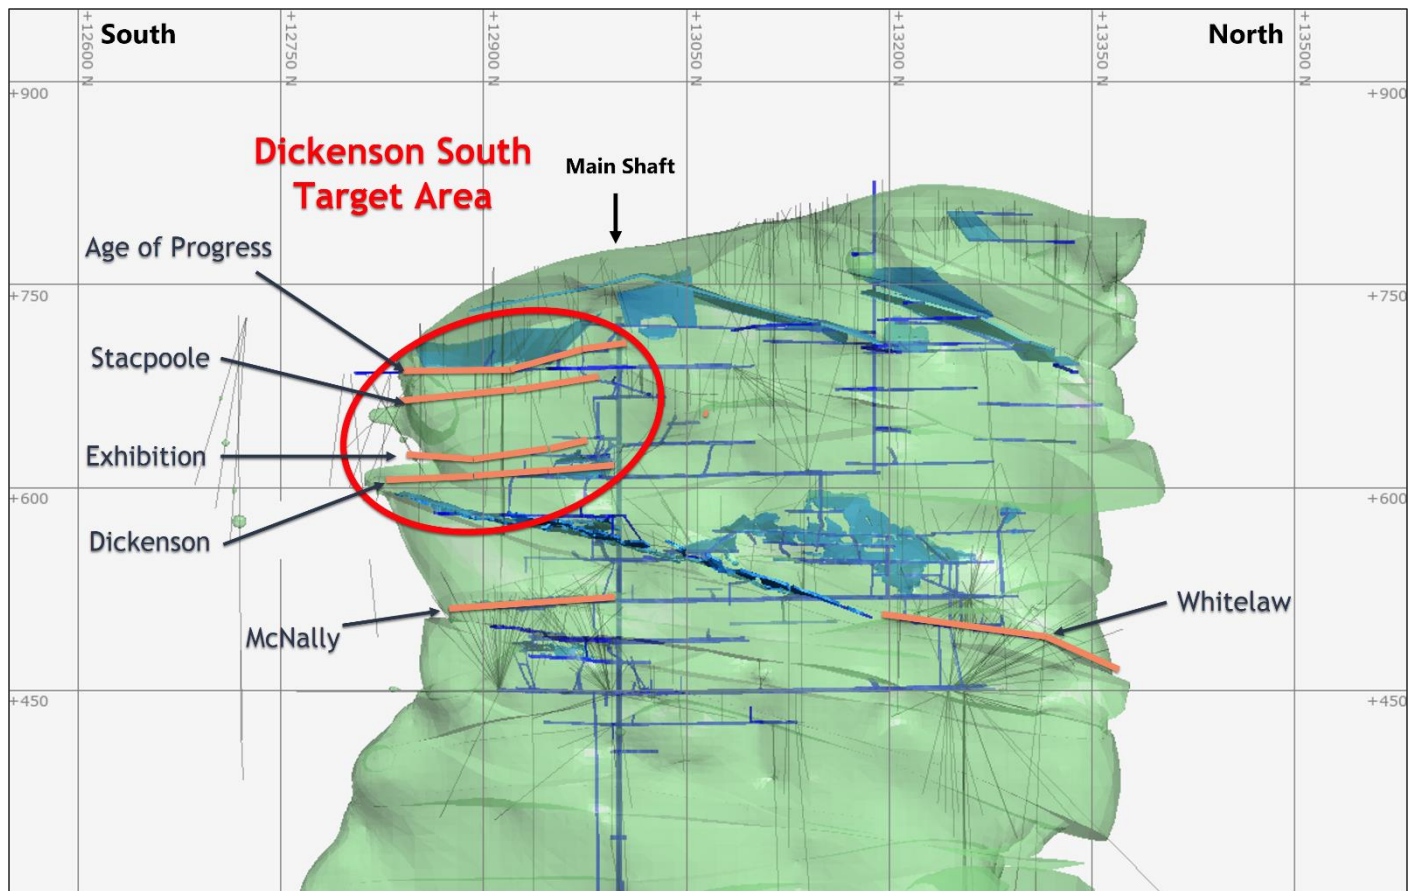 South
North
+12600 N
+12750 N
+12900 N
+13050 N
+13200 N
+13350 N
+13500 N
+900
+900
Dickenson South
Target Area
Main Shaft
Age of Progress
+750
+750
Stacpoole
Exhibition
+600
+600
Dickenson
Whitelaw
McNally
+450
+450